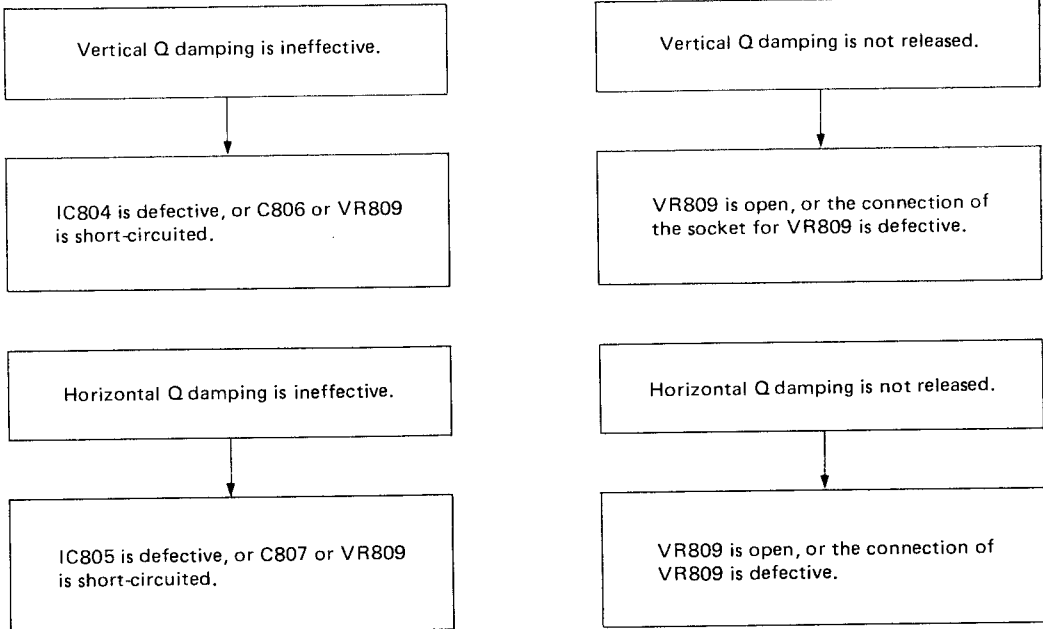 Vertical Q damping is ineffective.
Vertical Q damping is not released.
IC804 is defective, or C806 or VR809
is short-circuited.
VR809 is open, or the connection of
the socket for VR809 is defective.
Horizontal Q damping is ineffective.
Horizontal Q damping is not released.
IC805 is defective, or C807 or VR809
is short-circuited.
VR809 is open, or the connection of
VR809 is defective.